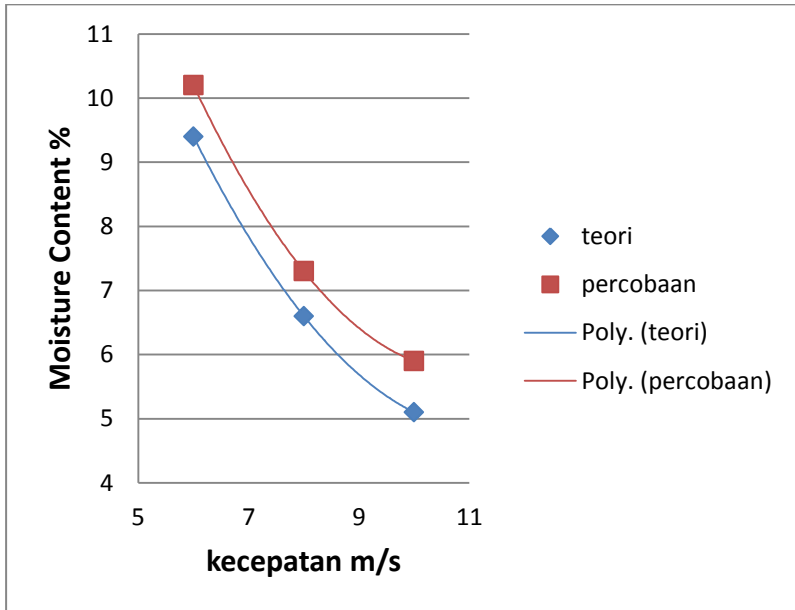 11
10
9
8
7
6
5
4
Moisture Content %
5 7 9 11
kecepatan m/s
teori
percobaan
Poly. (teori)
Poly. (percobaan)